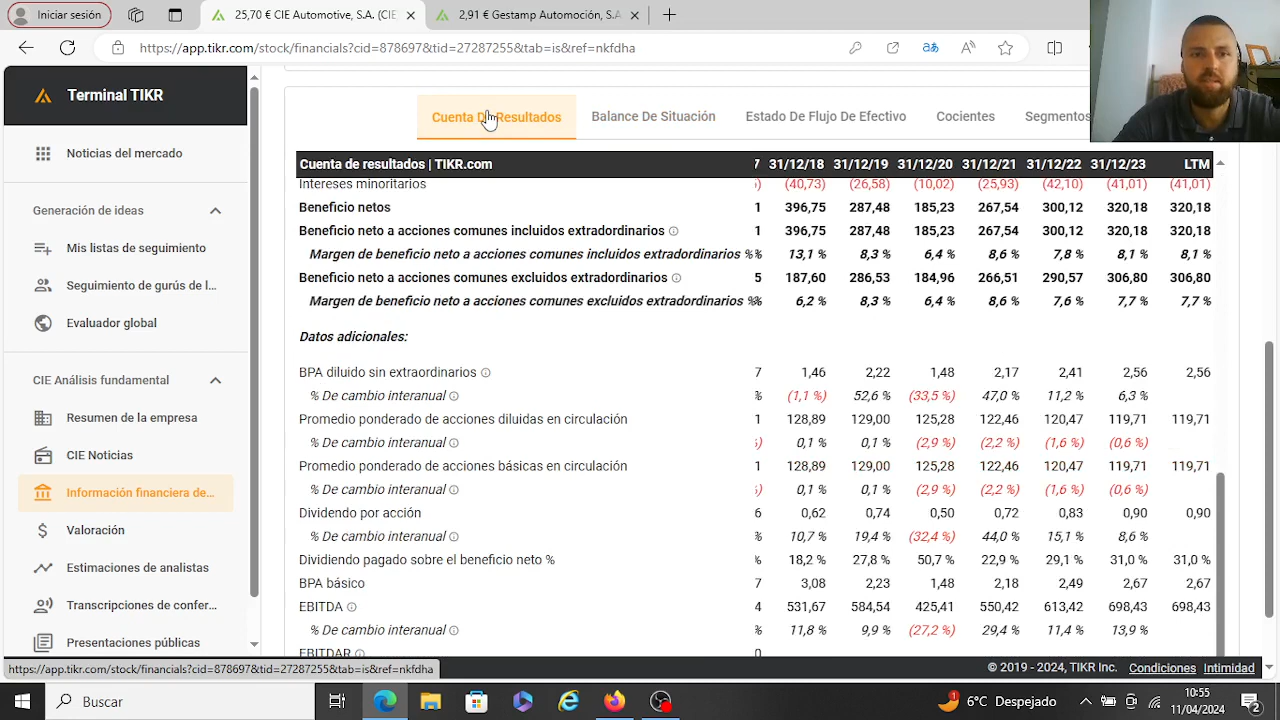 Iniciar sesión
25,70 € CIE Automotive, S.A. (CIE
2,91 € Gestamp Automoción, S.A.
https://app.tikr.com/stock/financials?cid=878697&tid=27287255&tab=is&ref=nkfdha
Terminal TIKR
Noticias del mercado
Generación de ideas
Mis listas de seguimiento
Seguimiento de gurús de l...
Evaluador global
CIE Análisis fundamental
Resumen de la empresa
CIE Noticias
Información financiera de...
Valoración
Estimaciones de analistas
Transcripciones de confer...
Presentaciones públicas
Cuenta De Resultados Balance De Situación Estado De Flujo De Efectivo Cocientes Segmentos
Cuenta de resultados | TIKR.com 7 31/12/18 31/12/19 31/12/20 31/12/21 31/12/22 31/12/23 LTM
Intereses minoritarios ) (40,73) (26,58) (10,02) (25,93) (42,10) (41,01) (41,01)
Beneficio netos 1 396,75 287,48 185,23 267,54 300,12 320,18 320,18
Beneficio neto a acciones comunes incluidos extradordinarios 1 396,75 287,48 185,23 267,54 300,12 320,18 320,18
Margen de beneficio neto a acciones comunes incluidos extradordinarios % % 13,1 % 8,3 % 6,4 % 8,6 % 7,8 % 8,1 % 8,1 %
Beneficio neto a acciones comunes excluidos extradordinarios 5 187,60 286,53 184,96 266,51 290,57 306,80 306,80
Margen de beneficio neto a acciones comunes excluidos extradordinarios % % 6,2 % 8,3 % 6,4 % 8,6 % 7,6 % 7,7 % 7,7 %
Datos adicionales:
BPA diluido sin extraordinarios 7 1,46 2,22 1,48 2,17 2,41 2,56 2,56
% De cambio interanual % (1,1 %) 52,6 % (33,5 %) 47,0 % 11,2 % 6,3 %
Promedio ponderado de acciones diluidas en circulación 1 128,89 129,00 125,28 122,46 120,47 119,71 119,71
% De cambio interanual ) 0,1 % 0,1 % (2,9 %) (2,2 %) (1,6 %) (0,6 %)
Promedio ponderado de acciones básicas en circulación 1 128,89 129,00 125,28 122,46 120,47 119,71 119,71
% De cambio interanual ) 0,1 % 0,1 % (2,9 %) (2,2 %) (1,6 %) (0,6 %)
Dividendo por acción 6 0,62 0,74 0,50 0,72 0,83 0,90 0,90
% De cambio interanual % 10,7 % 19,4 % (32,4 %) 44,0 % 15,1 % 8,6 %
Dividiendo pagado sobre el beneficio neto % % 18,2 % 27,8 % 50,7 % 22,9 % 29,1 % 31,0 % 31,0 %
BPA básico 7 3,08 2,23 1,48 2,18 2,49 2,67 2,67
EBITDA 4 531,67 584,54 425,41 550,42 613,42 698,43 698,43
% De cambio interanual % 11,8 % 9,9 % (27,2 %) 29,4 % 11,4 % 13,9 %
EBITDAR 0
https://app.tikr.com/stock/financials?cid=878697&tid=27287255&tab=is&ref=nkfdha
© 2019 - 2024, TIKR Inc. Condiciones Intimidad
Buscar
1 6°C Despejado
10:55
11/04/2024
2